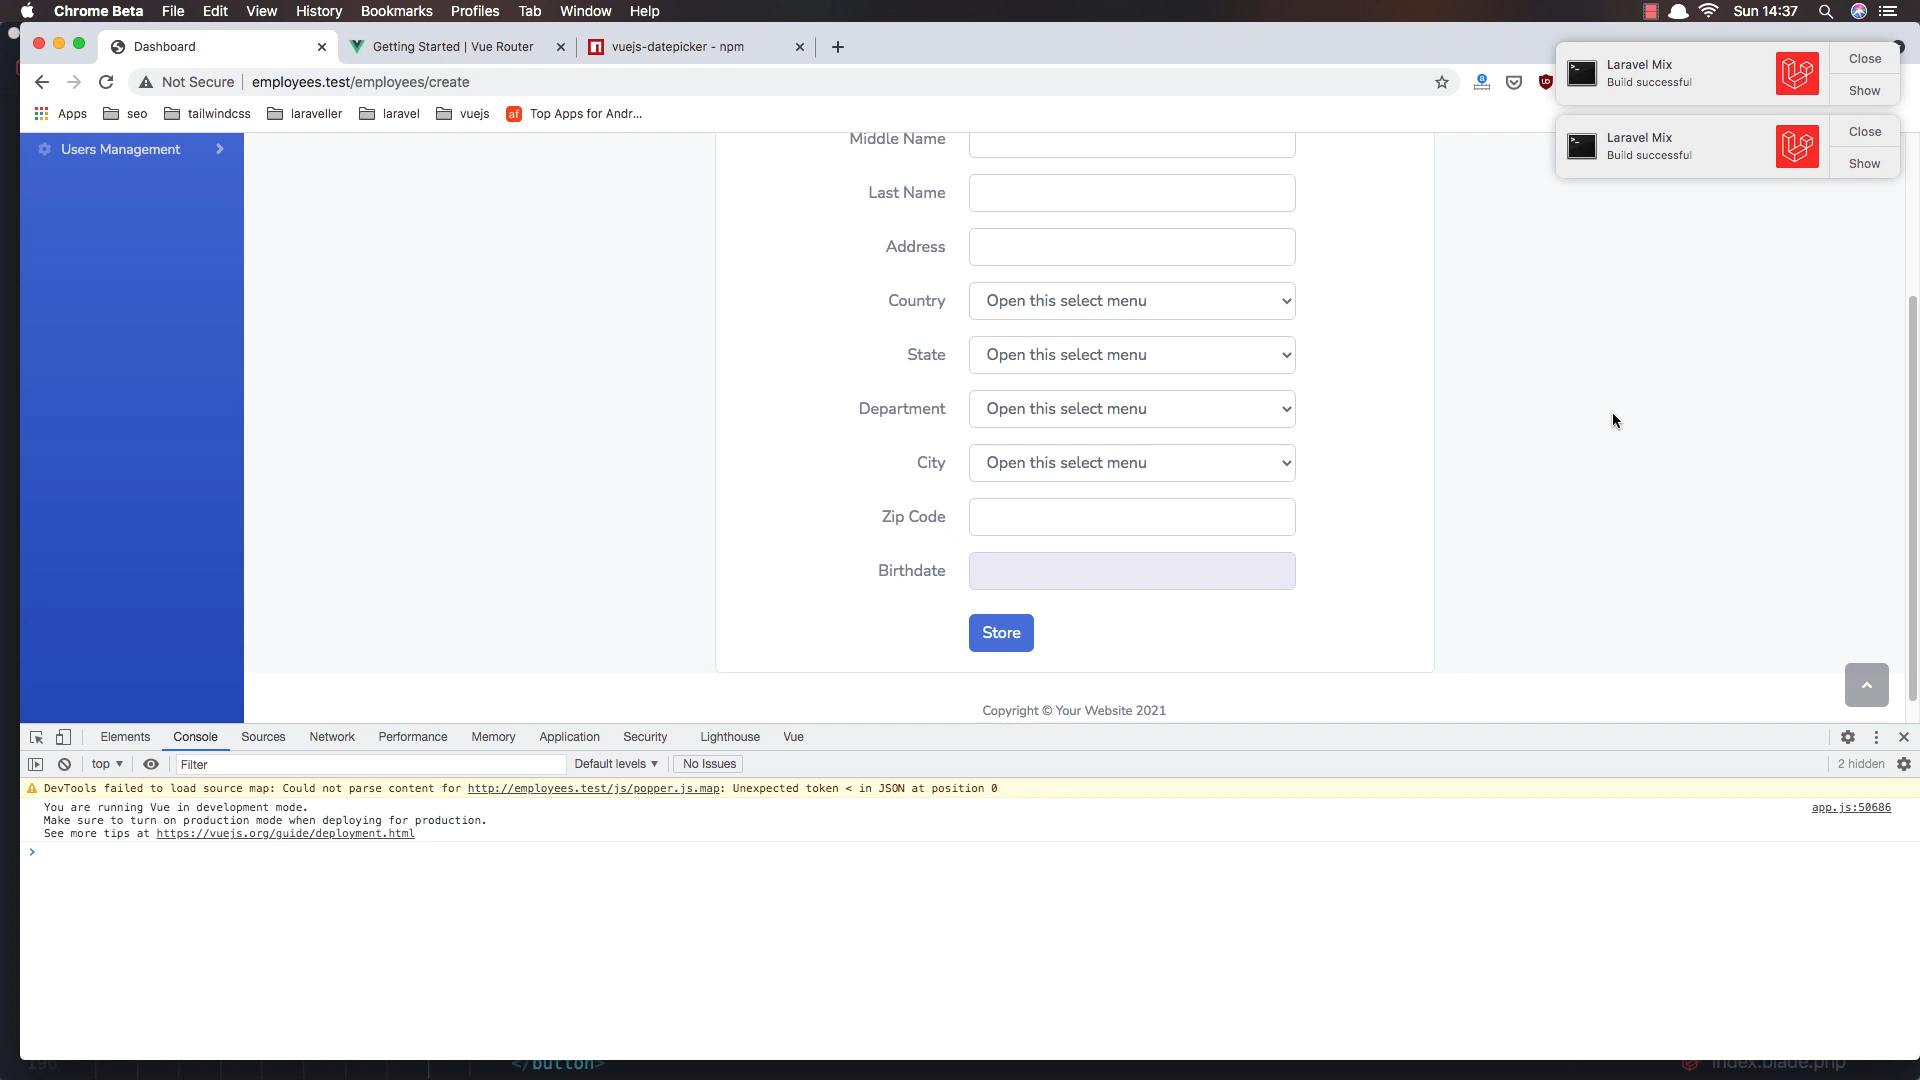 Chrome Beta File Edit View History Bookmarks Profiles Tab Window Help
Sun 14:37
Dashboard
Getting Started | Vue Router
vuejs-datepicker - npm
Not Secure
employees.test/employees/create
Apps
seo
tailwindcss
laraveller
laravel
vuejs
Top Apps for Andr...
Laravel Mix
Build successful
Close
Show
Laravel Mix
Build successful
Close
Show
Users Management
Middle Name
Last Name
Address
Country
Open this select menu
State
Open this select menu
Department
Open this select menu
City
Open this select menu
Zip Code
Birthdate
Store
Copyright © Your Website 2021
Elements Console Sources Network Performance Memory Application Security Lighthouse Vue
top
Filter
Default levels
No Issues
2 hidden
DevTools failed to load source map: Could not parse content for http://employees.test/js/popper.js.map: Unexpected token < in JSON at position 0
You are running Vue in development mode.
app.js:50686
Make sure to turn on production mode when deploying for production.
See more tips at https://vuejs.org/guide/deployment.html
</button>
index.blade.php